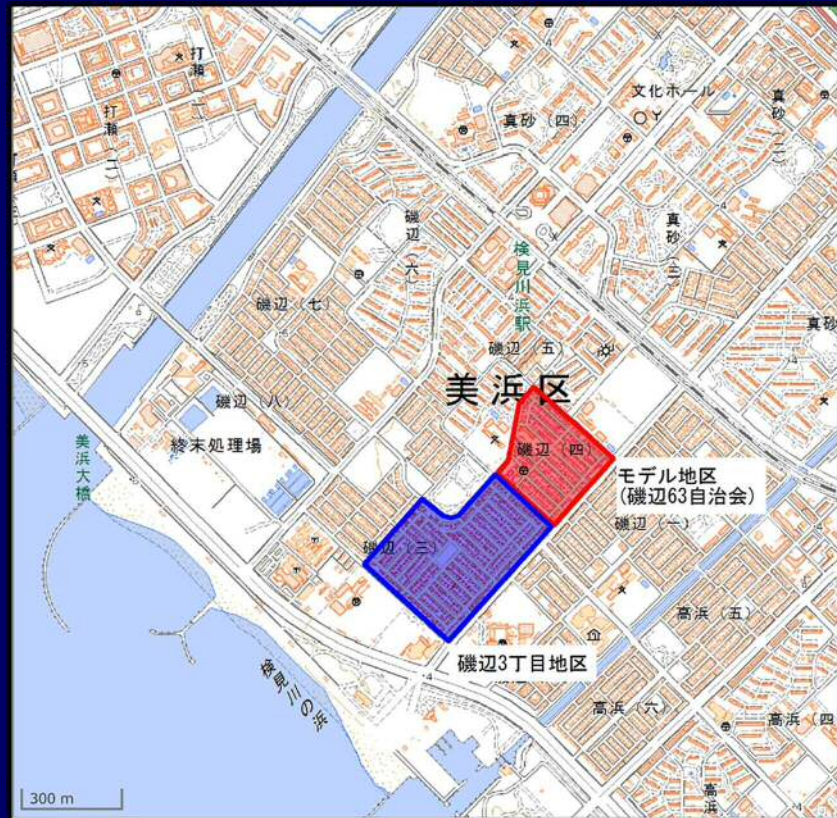 打瀬(一)
打瀬(二)
文化ホール
真砂(四)
真砂(二)
真砂(三)
真砂
磯辺(六)
検見川浜駅
磯辺(七)
磯辺(五)
美浜区
磯辺(八)
美浜大橋
終末処理場
磯辺(四)
モデル地区
(磯辺63自治会)
磯辺(一)
磯辺(三)
高浜(五)
磯辺3丁目地区
検見川の浜
高浜(六)
高浜(四
高浜
300 m